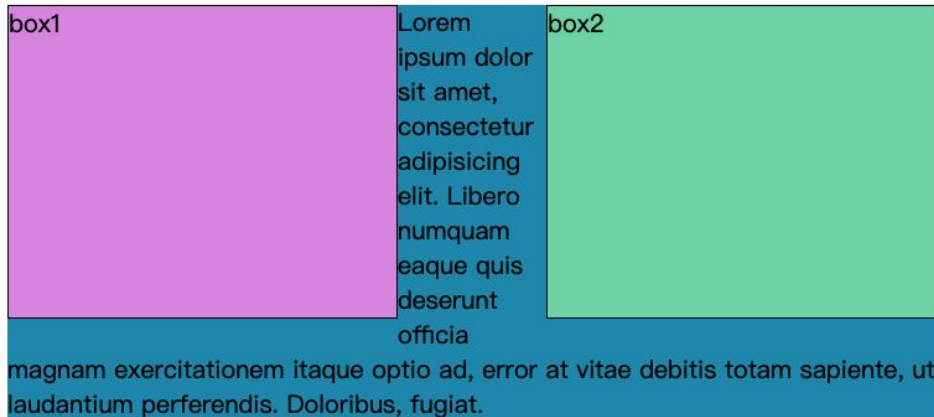 box1
Lorem
ipsum dolor
sit amet,
consectetur
adipisicing
elit. Libero
numquam
eaque quis
deserunt
officia
box2
magnam exercitationem itaque optio ad, error at vitae debitis totam sapiente, ut
laudantium perferendis. Doloribus, fugiat.